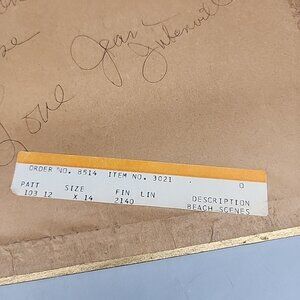 Love Jean
ORDER NO. 8514 ITEM NO. 3021 0
PATT SIZE FIN LIN DESCRIPTION
103 12 X 14 2140 BEACH SCENES